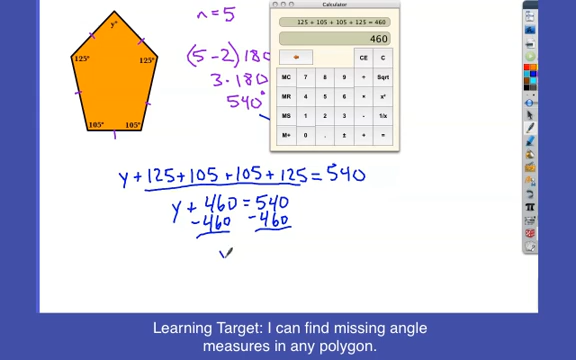 y°
125°
125°
105°
105°
n = 5
(5 - 2) 180
3 · 180
540°
Calculator
125 + 105 + 105 + 125 = 460
460
CE C
MC 7 8 9 ÷ Sqrt
MR 4 5 6 × x²
MS 1 2 3 - 1/x
M+ 0 . ± + =
y + 125 + 105 + 105 + 125 = 540
y + 460 = 540
- 460 - 460
Learning Target: I can find missing angle
measures in any polygon.